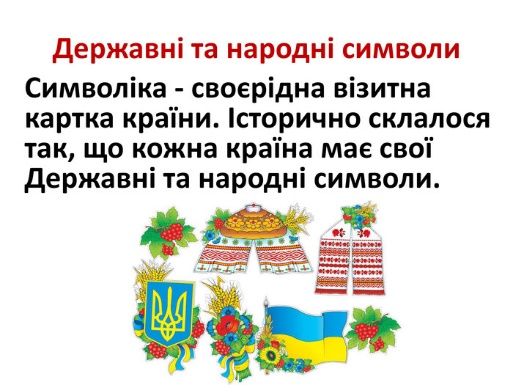 Державні та народні символи
Символіка - своєрідна візитна
картка країни. Історично склалося
так, що кожна країна має свої
Державні та народні символи.